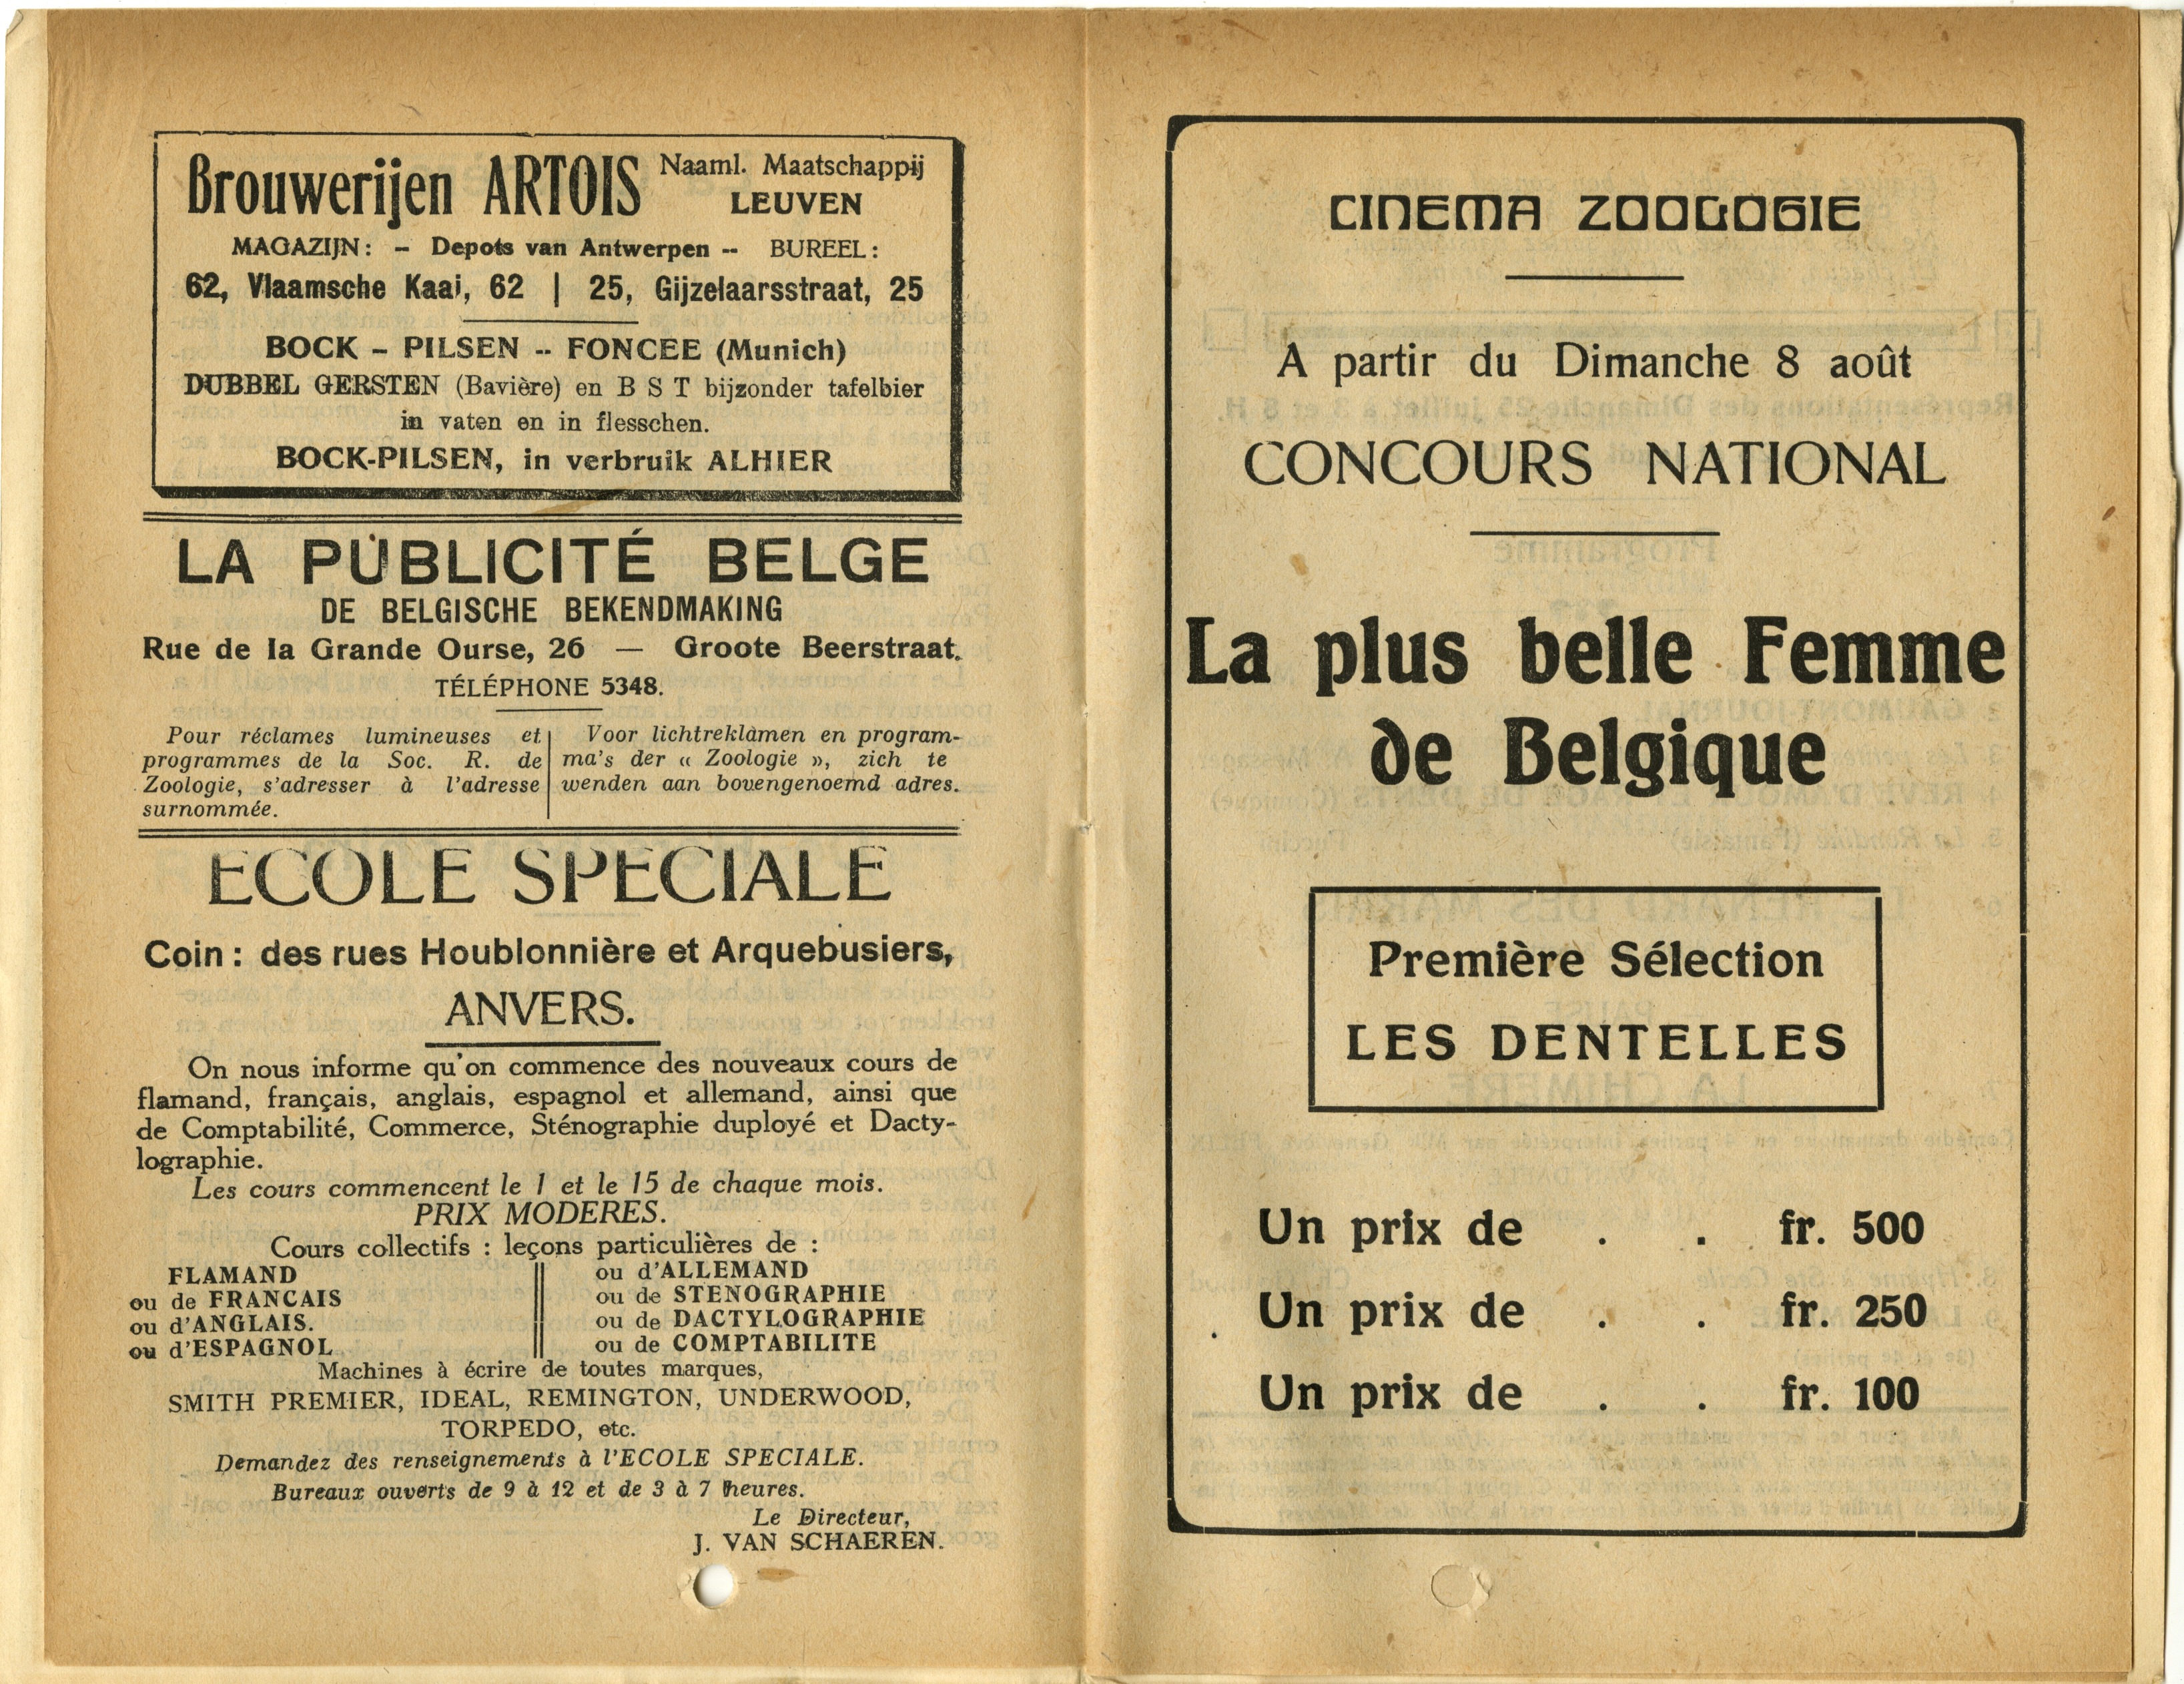 Brouwerijen ARTOIS Naaml. Maatschappij
LEUVEN
MAGAZIJN: - Depots van Antwerpen -- BUREEL:
62, Vlaamsche Kaai, 62 | 25, Gijzelaarsstraat, 25
BOCK - PILSEN -- FONCEE (Munich)
DUBBEL GERSTEN (Bavière) en B S T bijzonder tafelbier
in vaten en in flesschen.
BOCK-PILSEN, in verbruik ALHIER
LA PUBLICITÉ BELGE
DE BELGISCHE BEKENDMAKING
Rue de la Grande Ourse, 26 — Groote Beerstraat.
TÉLÉPHONE 5348.
Pour réclames lumineuses et
programmes de la Soc. R. de
Zoologie, s'adresser à l'adresse
surnommée.
Voor lichtreklamen en program-
ma's der « Zoologie », zich te
wenden aan bovengenoemd adres.
ECOLE SPECIALE
Coin : des rues Houblonnière et Arquebusiers,
ANVERS.
On nous informe qu'on commence des nouveaux cours de
flamand, français, anglais, espagnol et allemand, ainsi que
de Comptabilité, Commerce, Sténographie duployé et Dacty-
lographie.
Les cours commencent le 1 et le 15 de chaque mois.
PRIX MODERES.
Cours collectifs : leçons particulières de :
FLAMAND
ou de FRANCAIS
ou d'ANGLAIS.
ou d'ESPAGNOL
ou d'ALLEMAND
ou de STENOGRAPHIE
ou de DACTYLOGRAPHIE
ou de COMPTABILITE
Machines à écrire de toutes marques,
SMITH PREMIER, IDEAL, REMINGTON, UNDERWOOD,
TORPEDO, etc.
Demandez des renseignements à l'ECOLE SPECIALE.
Bureaux ouverts de 9 à 12 et de 3 à 7 heures.
Le Directeur,
J. VAN SCHAEREN.
CINEMA ZOOLOGIE
A partir du Dimanche 8 août
CONCOURS NATIONAL
La plus belle Femme
de Belgique
Première Sélection
LES DENTELLES
Un prix de . . fr. 500
Un prix de . . fr. 250
Un prix de . . fr. 100